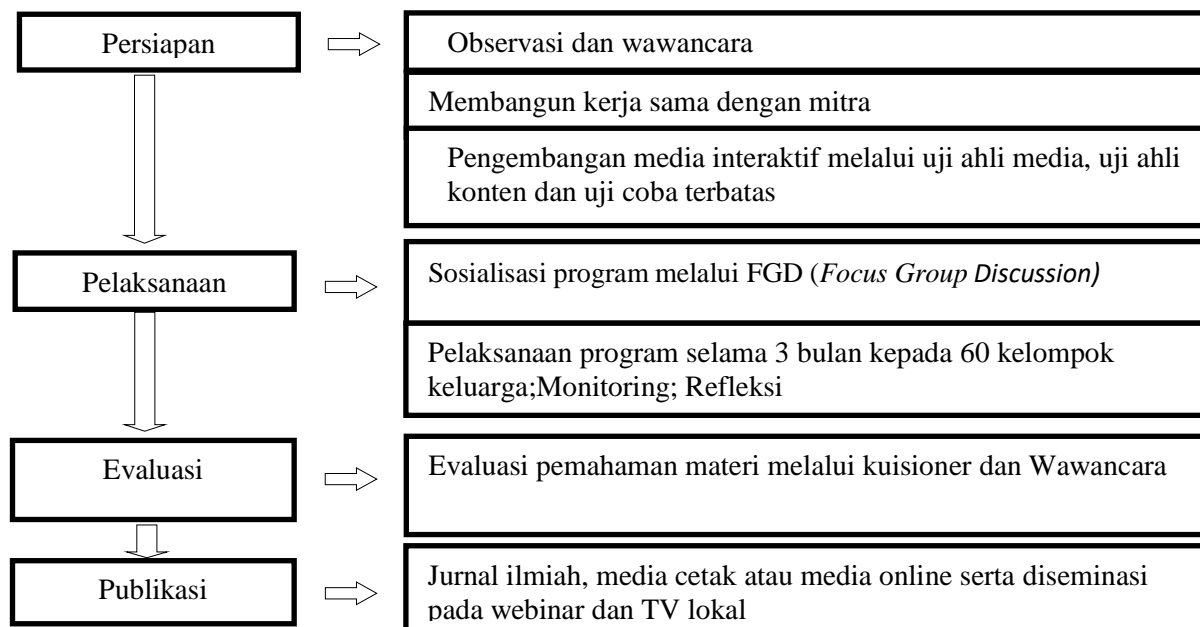 Persiapan
Observasi dan wawancara
Membangun kerja sama dengan mitra
Pengembangan media interaktif melalui uji ahli media, uji ahli
konten dan uji coba terbatas
Pelaksanaan
Sosialisasi program melalui FGD (Focus Group Discussion)
Pelaksanaan program selama 3 bulan kepada 60 kelompok
keluarga;Monitoring; Refleksi
Evaluasi
Evaluasi pemahaman materi melalui kuisioner dan Wawancara
Publikasi
Jurnal ilmiah, media cetak atau media online serta diseminasi
pada webinar dan TV lokal